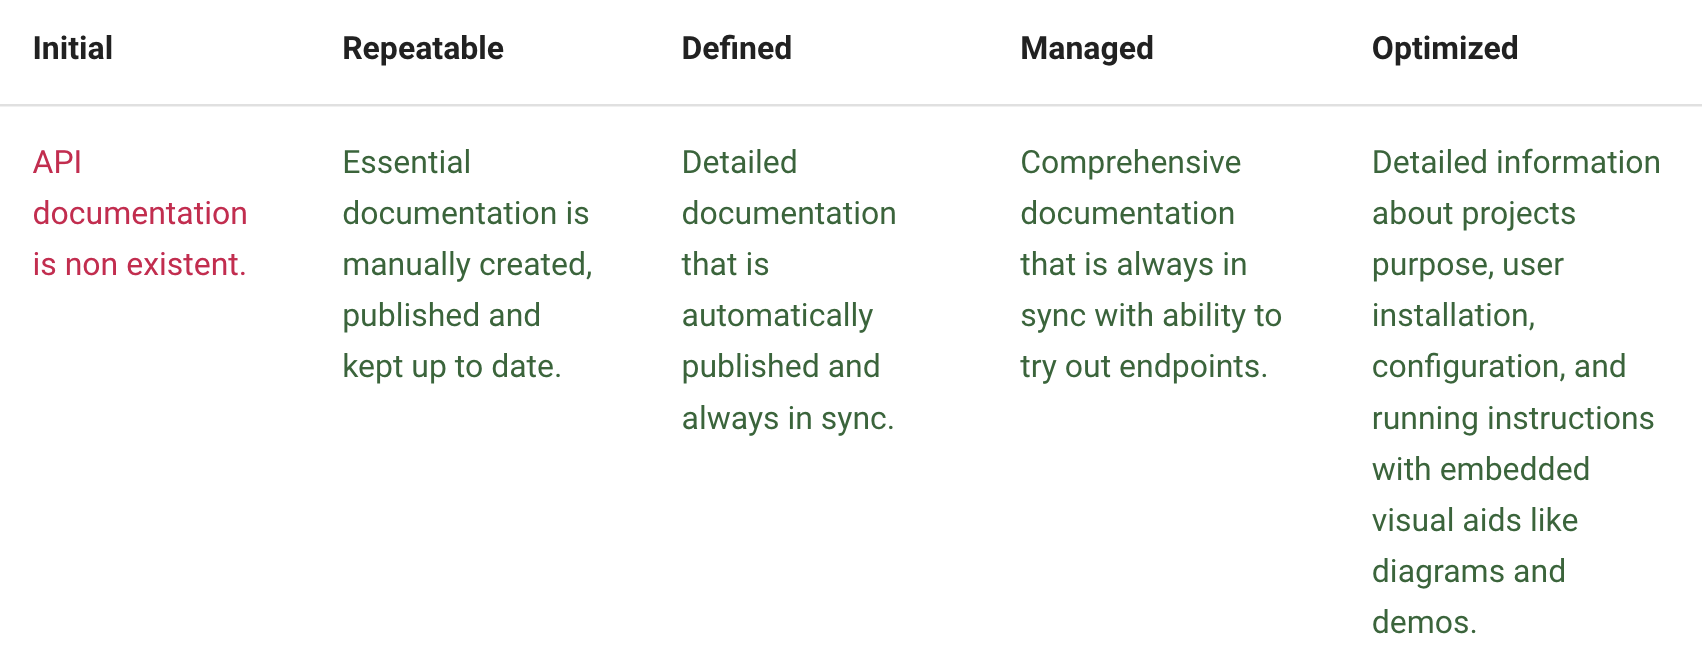 Initial
Repeatable
Defined
Managed
Optimized
API
documentation
is non existent.
Essential
documentation is
manually created,
published and
kept up to date.
Detailed
documentation
that is
automatically
published and
always in sync.
Comprehensive
documentation
that is always in
sync with ability to
try out endpoints.
Detailed information
about projects
purpose, user
installation,
configuration, and
running instructions
with embedded
visual aids like
diagrams and
demos.